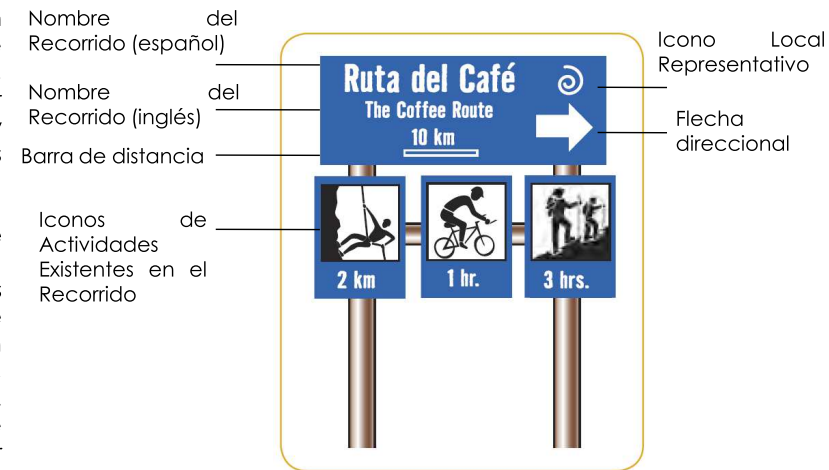 Nombre del
Recorrido (español)
Nombre del
Recorrido (inglés)
Barra de distancia
Iconos de
Actividades
Existentes en el
Recorrido
Ruta del Café
The Coffee Route
10 km
2 km
1 hr.
3 hrs.
Icono Local
Representativo
Flecha
direccional